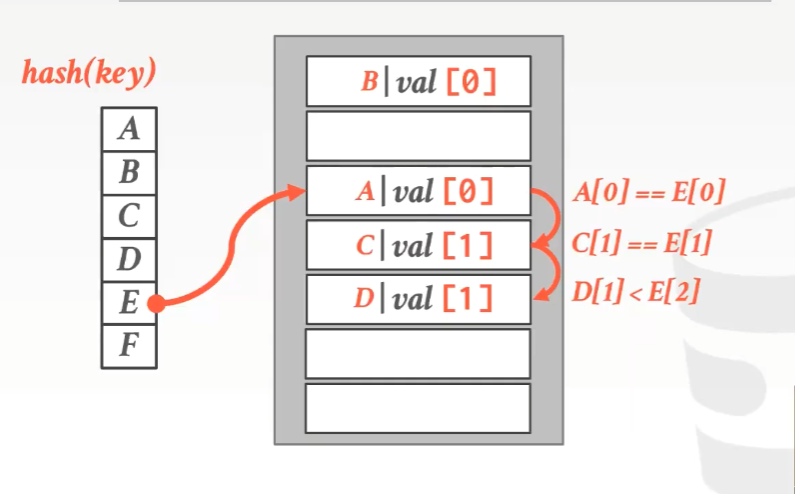 hash(key)
A
B
C
D
E
F
B|val [0]
A|val [0]
C|val [1]
D|val [1]
A[0] == E[0]
C[1] == E[1]
D[1] < E[2]